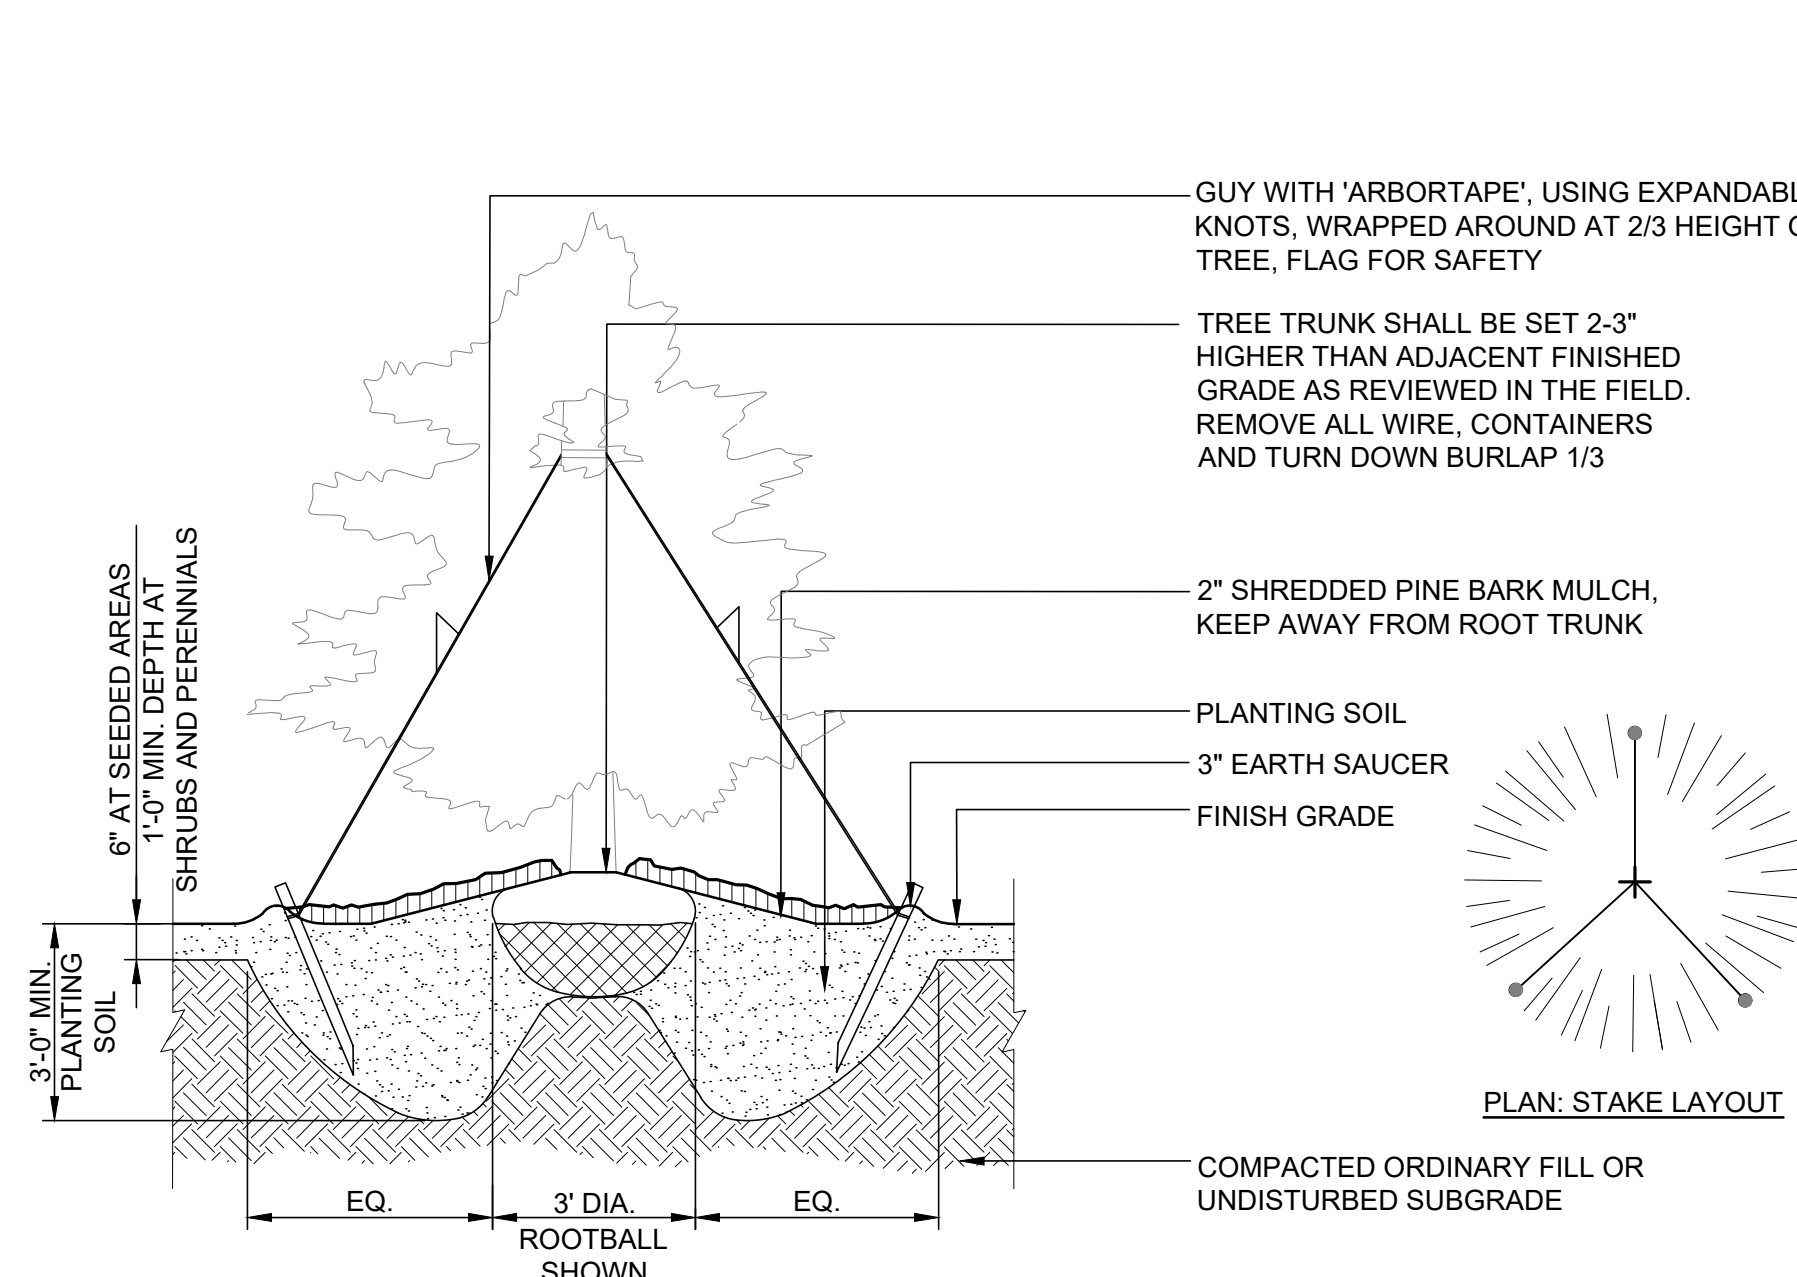 GUY WITH 'ARBORTAPE', USING EXPANDABL
KNOTS, WRAPPED AROUND AT 2/3 HEIGHT
TREE, FLAG FOR SAFETY
TREE TRUNK SHALL BE SET 2-3"
HIGHER THAN ADJACENT FINISHED
GRADE AS REVIEWED IN THE FIELD.
REMOVE ALL WIRE, CONTAINERS
AND TURN DOWN BURLAP 1/3
2" SHREDDED PINE BARK MULCH,
KEEP AWAY FROM ROOT TRUNK
PLANTING SOIL
3" EARTH SAUCER
FINISH GRADE
6" AT SEEDED AREAS
1'-0" MIN. DEPTH AT
SHRUBS AND PERENNIALS
3'-0" MIN.
PLANTING
SOIL
PLAN: STAKE LAYOUT
COMPACTED ORDINARY FILL OR
UNDISTURBED SUBGRADE
EQ.
3' DIA.
EQ.
ROOTBALL
SHOWN